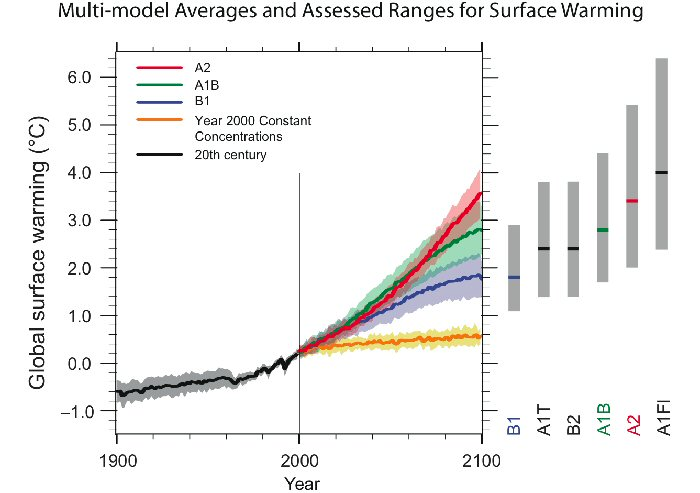 Multi-model Averages and Assessed Ranges for Surface Warming
A2
A1B
B1
Year 2000 Constant
Concentrations
20th century
Global surface warming (°C)
6.0
5.0
4.0
3.0
2.0
1.0
0.0
–1.0
1900
2000
2100
Year
B1
A1T
B2
A1B
A2
A1FI